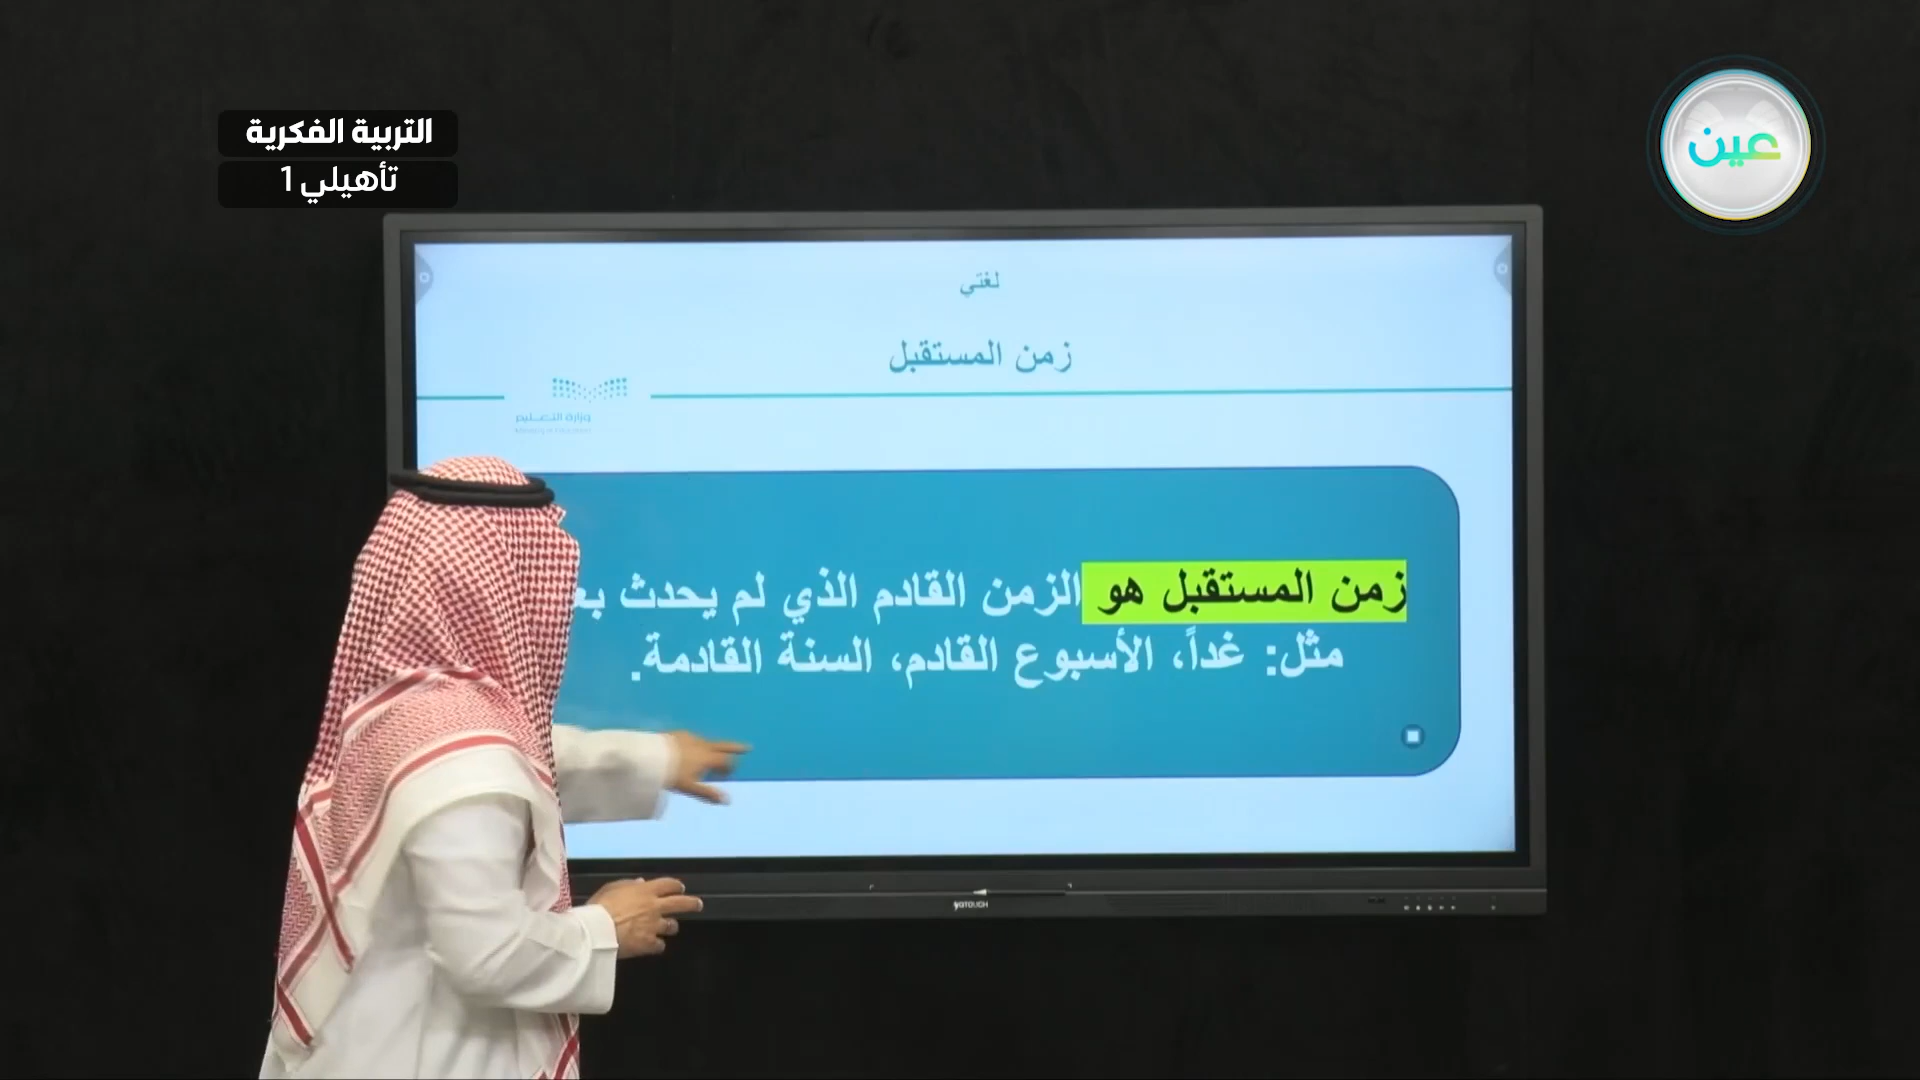 التربية الفكرية
تأهيلي 1
عين
لغتي
زمن المستقبل
وزارة التعليم
زمن المستقبل هو الزمن القادم الذي لم يحدث
مثل: غداً، الأسبوع القادم، السنة القادمة.